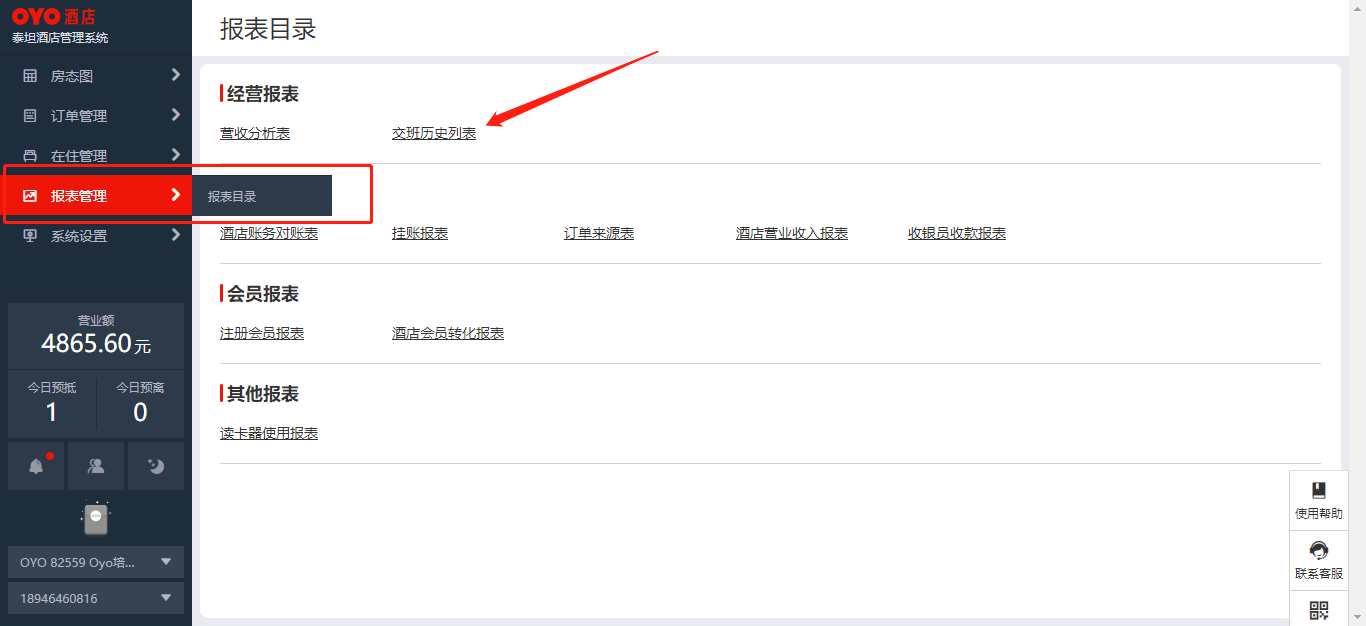 OYO 酒店
泰坦酒店管理系统
房态图
订单管理
在住管理
报表管理
报表目录
系统设置
营业额
4865.60元
今日预抵
今日预离
1
0
OYO 82559 Oyo培...
18946460816
报表目录
经营报表
营收分析表
交班历史列表
酒店账务对账表
挂账报表
订单来源表
酒店营业收入报表
收银员收款报表
会员报表
注册会员报表
酒店会员转化报表
其他报表
读卡器使用报表
使用帮助
联系客服